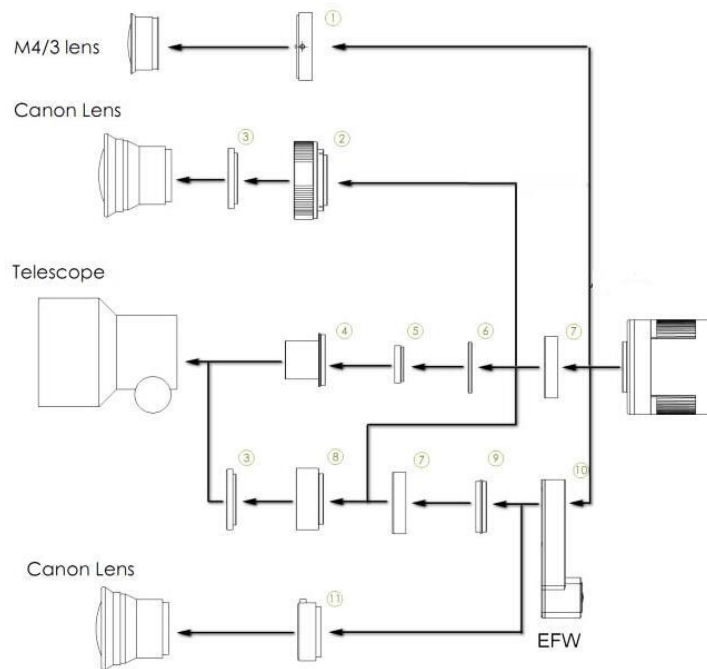 ①
M4/3 lens
Canon Lens
③ ②
Telescope
④ ⑤ ⑥ ⑦
③ ⑧ ⑦ ⑨ ⑩
Canon Lens
⑪
EFW